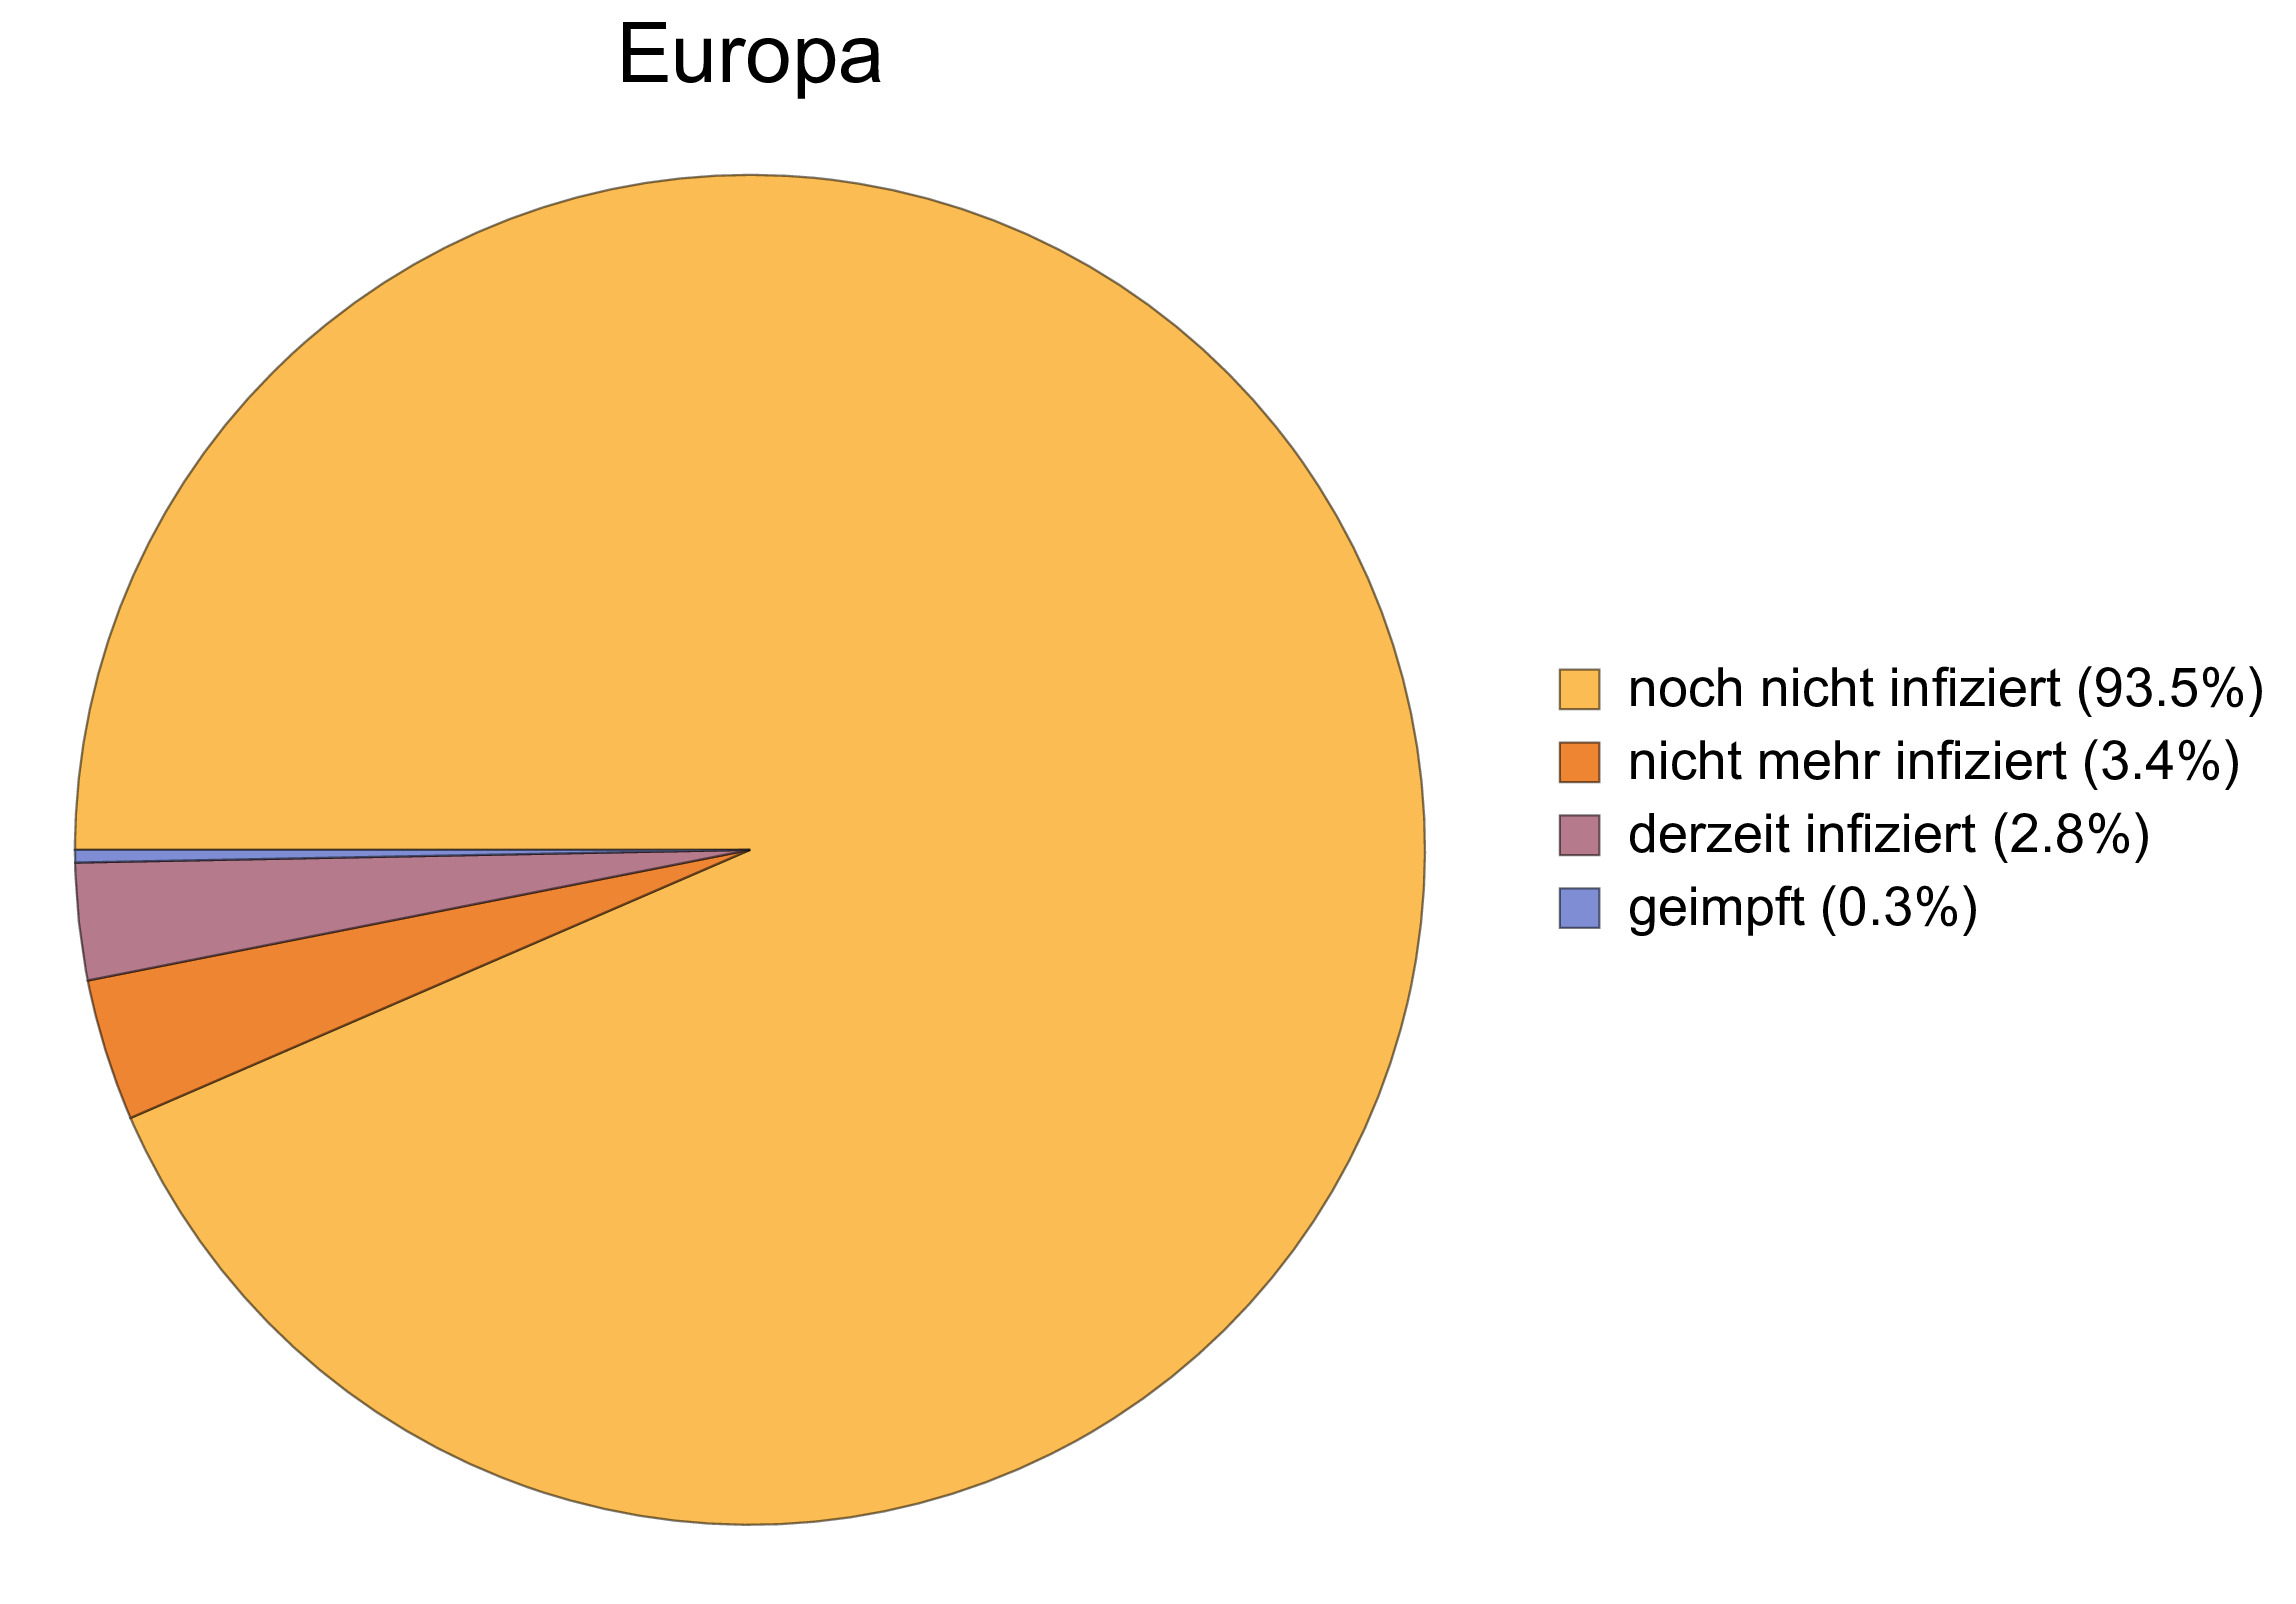 Europa
noch nicht infiziert (93.5%)
nicht mehr infiziert (3.4%)
derzeit infiziert (2.8%)
geimpft (0.3%)